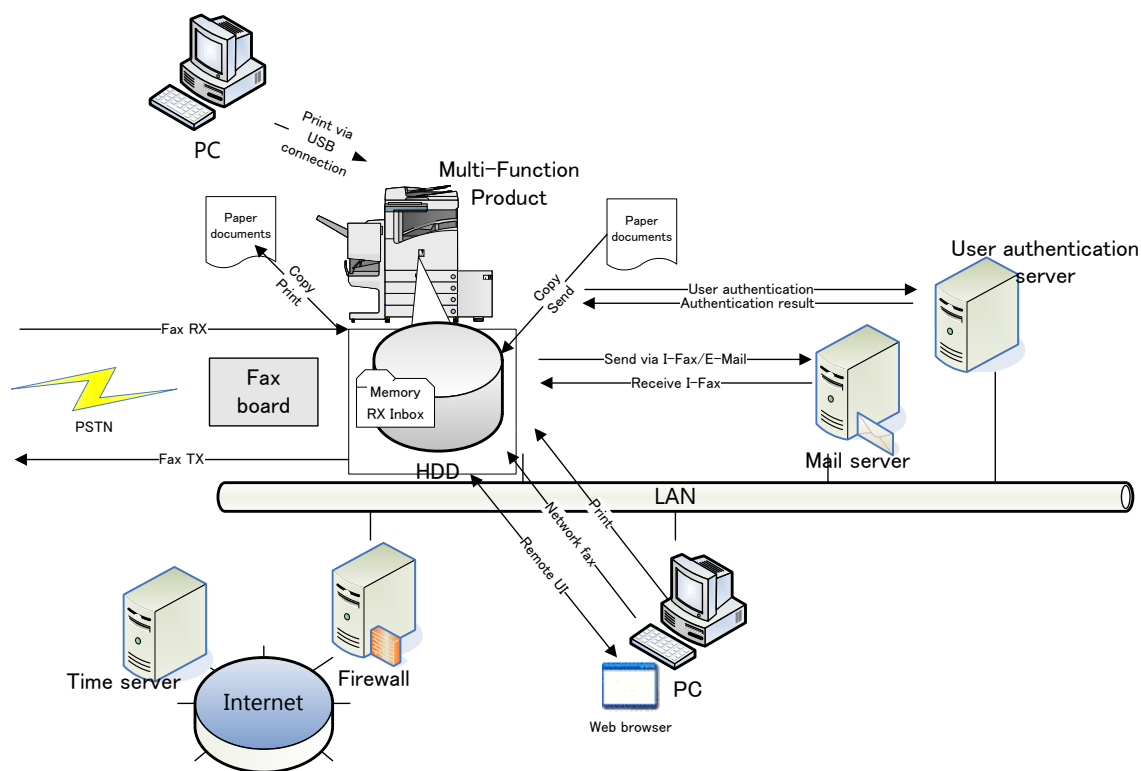 PC
Print via
USB
connection
Multi-Function
Product
Paper
documents
Paper
documents
Copy
Print
Copy
Send
User authentication
server
User authentication
Authentication result
Fax RX
Fax
board
PSTN
Memory
RX Inbox
Send via I-Fax/E-Mail
Receive I-Fax
Mail server
Fax TX
HDD
LAN
Print
Network fax
Remote UI
Time server
Firewall
Internet
PC
Web browser